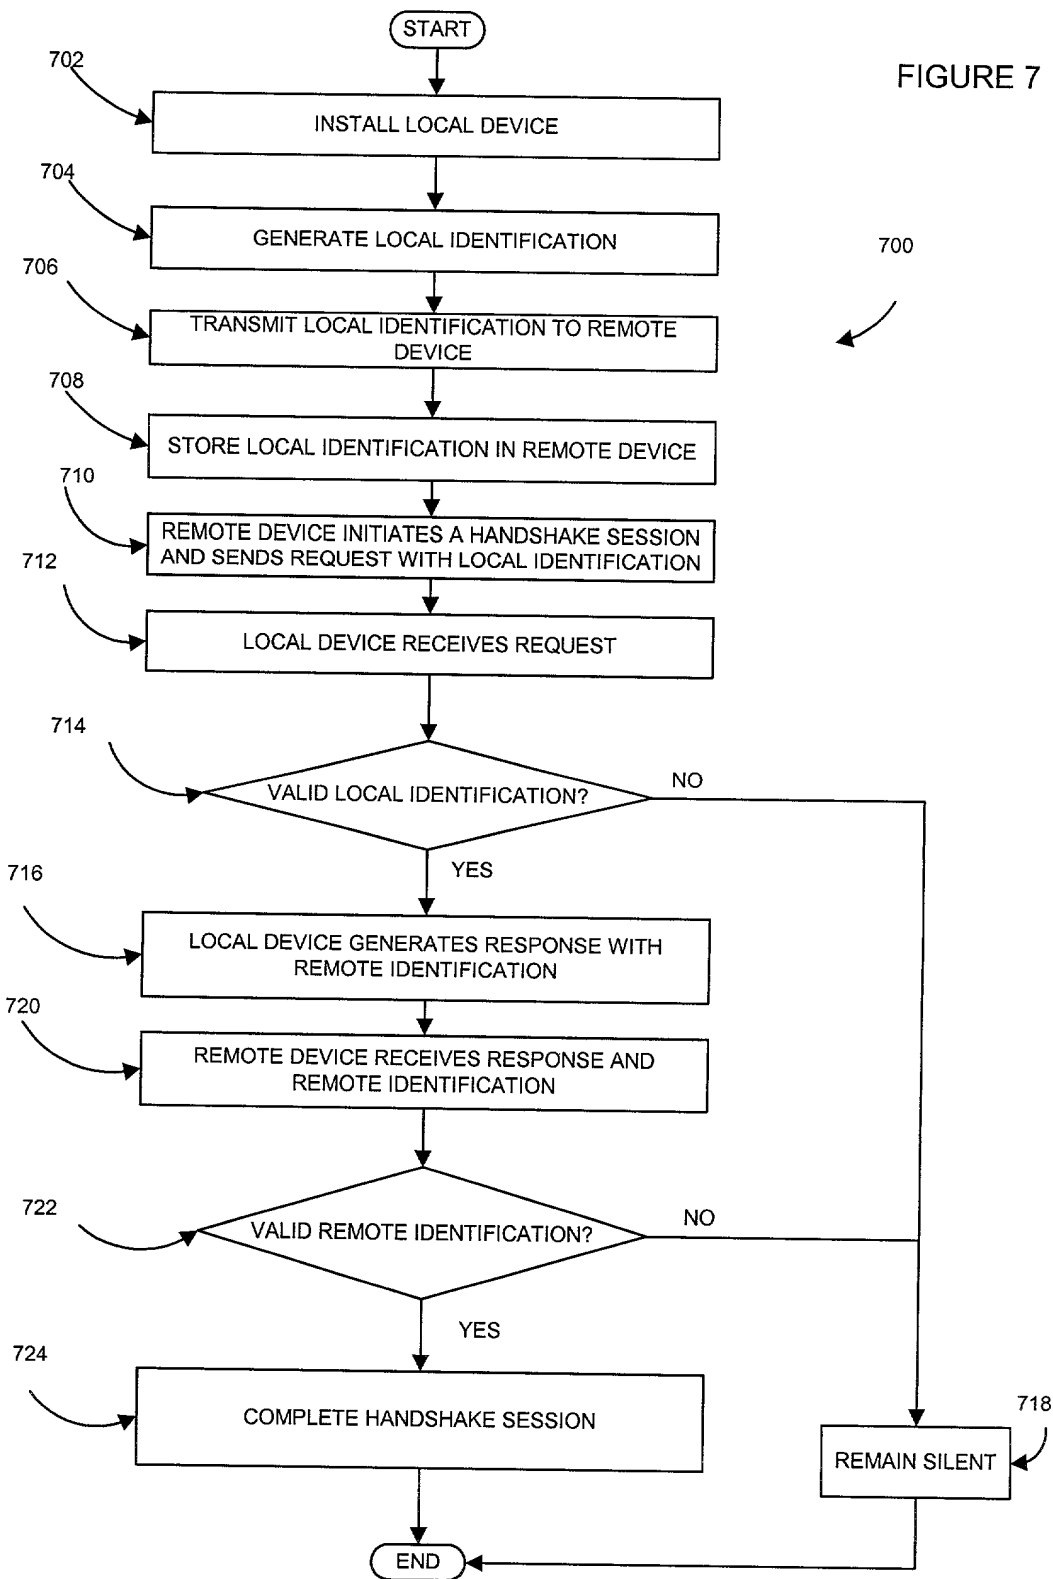 START
FIGURE 7
702
INSTALL LOCAL DEVICE
704
GENERATE LOCAL IDENTIFICATION
700
706
TRANSMIT LOCAL IDENTIFICATION TO REMOTE
DEVICE
708
STORE LOCAL IDENTIFICATION IN REMOTE DEVICE
710
REMOTE DEVICE INITIATES A HANDSHAKE SESSION
AND SENDS REQUEST WITH LOCAL IDENTIFICATION
712
LOCAL DEVICE RECEIVES REQUEST
714
VALID LOCAL IDENTIFICATION?
NO
YES
716
LOCAL DEVICE GENERATES RESPONSE WITH
REMOTE IDENTIFICATION
720
REMOTE DEVICE RECEIVES RESPONSE AND
REMOTE IDENTIFICATION
722
VALID REMOTE IDENTIFICATION?
NO
YES
724
COMPLETE HANDSHAKE SESSION
718
REMAIN SILENT
END